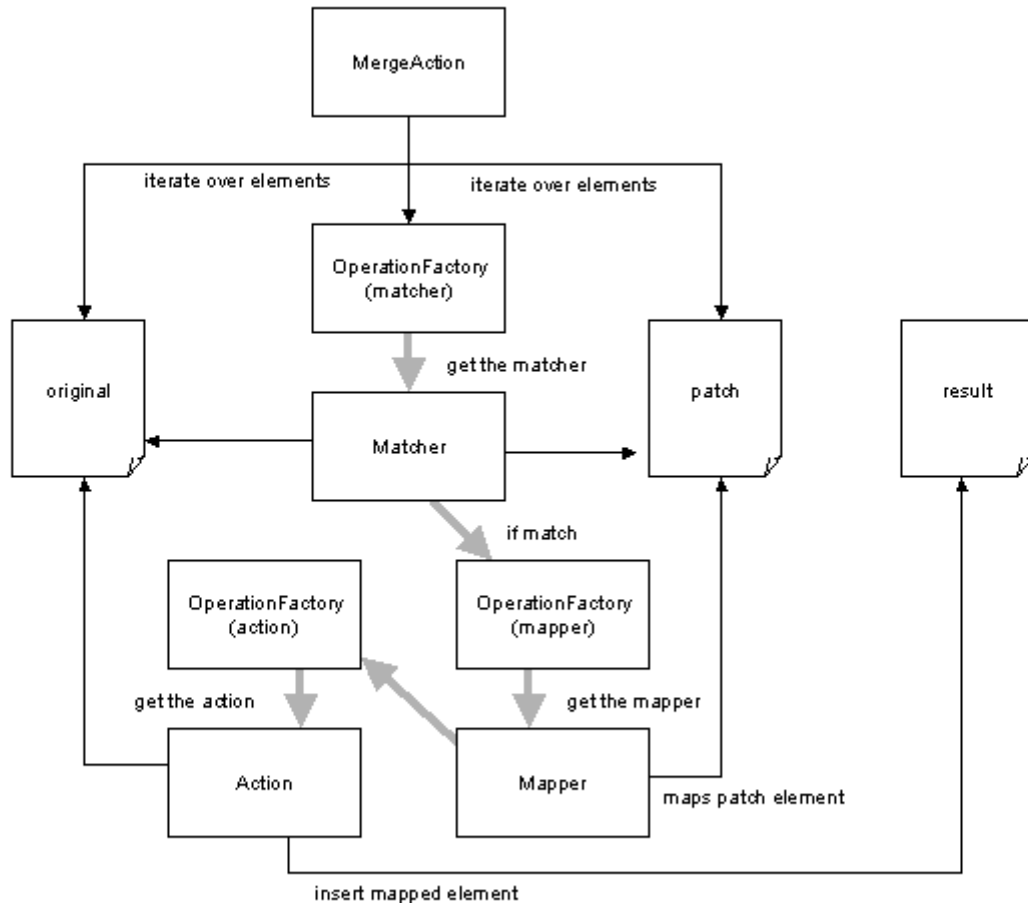 MergeAction
iterate over elements
iterate over elements
OperationFactory
(matcher)
get the matcher
original
patch
result
Matcher
if match
OperationFactory
(action)
OperationFactory
(mapper)
get the action
get the mapper
Action
Mapper
maps patch element
insert mapped element